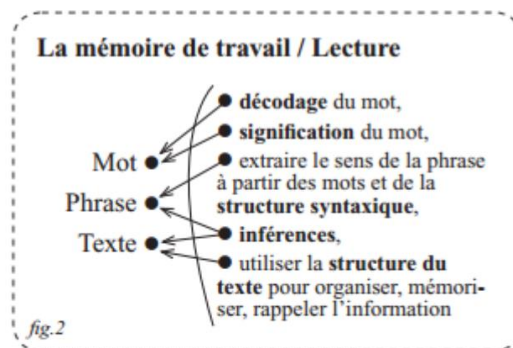 La mémoire de travail / Lecture
● décodage du mot,
● signification du mot,
Mot ●
● extraire le sens de la phrase
à partir des mots et de la
Phrase ●
structure syntaxique,
● inférences,
Texte ●
● utiliser la structure du
texte pour organiser, mémori-
ser, rappeler l'information
fig.2